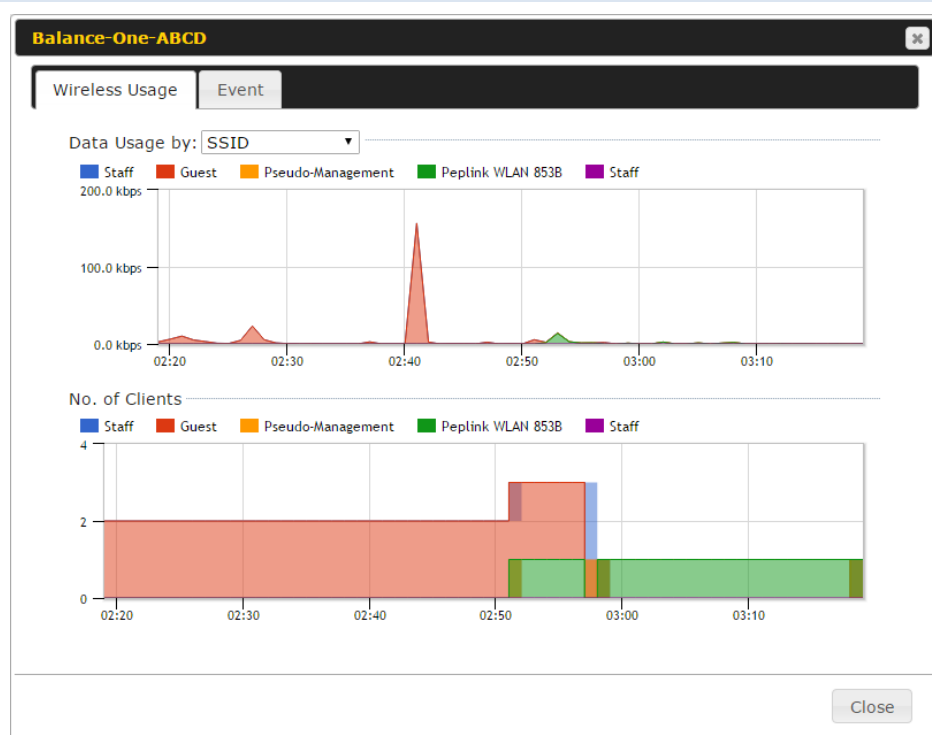 Balance-One-ABCD
Wireless Usage Event
Data Usage by: SSID
Staff Guest Pseudo-Management Peplink WLAN 853B Staff
200.0 kbps
100.0 kbps
0.0 kbps
02:20 02:30 02:40 02:50 03:00 03:10
No. of Clients
Staff Guest Pseudo-Management Peplink WLAN 853B Staff
4
2
0
02:20 02:30 02:40 02:50 03:00 03:10
Close